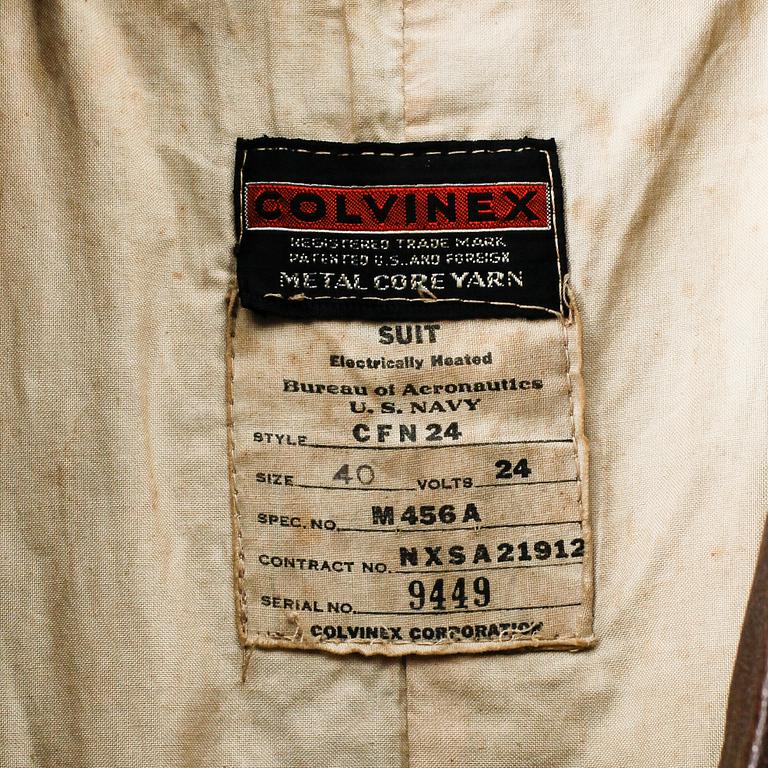 COLVINEX
REGISTERED TRADE MARK
PATENTED U.S. AND FOREIGN
METAL CORE YARN
SUIT
Electrically Heated
Bureau of Aeronautics
U. S. NAVY
STYLE CFN 24
SIZE 40 VOLTS 24
SPEC. NO. M 456 A
CONTRACT NO. NXSA21912
SERIAL NO. 9449
COLVINEX CORPORATION